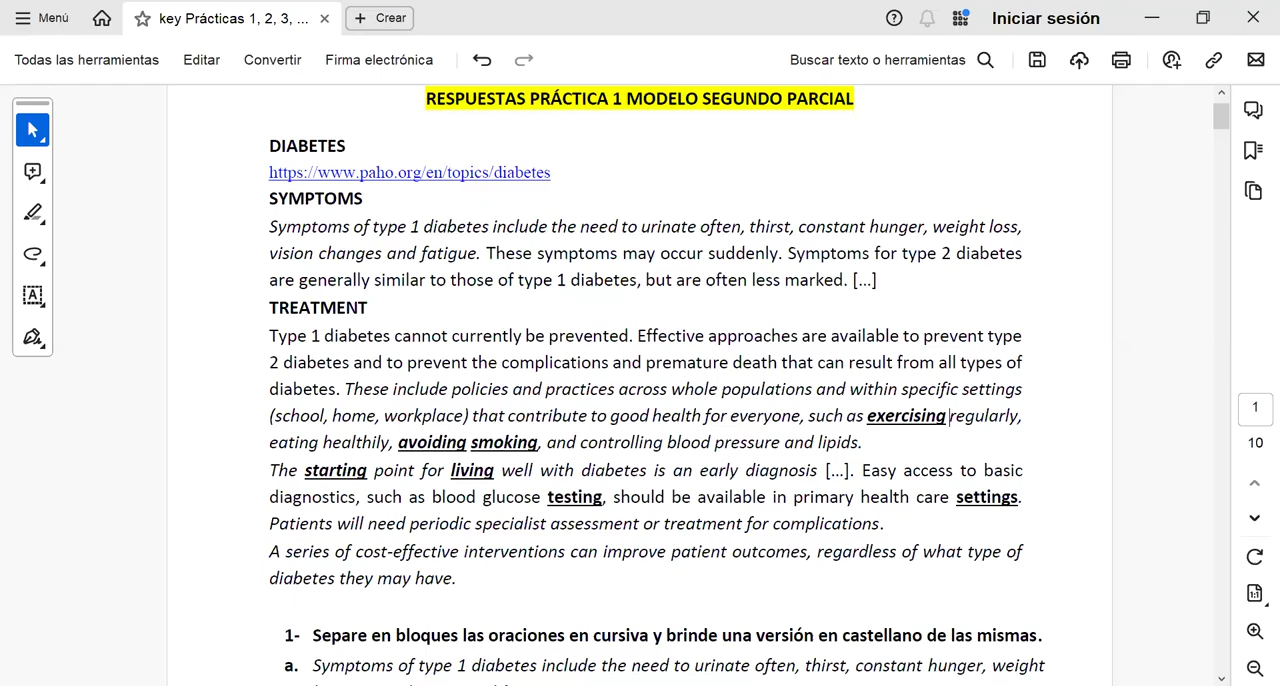 Menú
key Prácticas 1, 2, 3, ...
Crear
Iniciar sesión
Todas las herramientas
Editar
Convertir
Firma electrónica
Buscar texto o herramientas
RESPUESTAS PRÁCTICA 1 MODELO SEGUNDO PARCIAL
DIABETES
https://www.paho.org/en/topics/diabetes
SYMPTOMS
Symptoms of type 1 diabetes include the need to urinate often, thirst, constant hunger, weight loss,
vision changes and fatigue. These symptoms may occur suddenly. Symptoms for type 2 diabetes
are generally similar to those of type 1 diabetes, but are often less marked. [...]
TREATMENT
Type 1 diabetes cannot currently be prevented. Effective approaches are available to prevent type
2 diabetes and to prevent the complications and premature death that can result from all types of
diabetes. These include policies and practices across whole populations and within specific settings
(school, home, workplace) that contribute to good health for everyone, such as exercising regularly,
eating healthily, avoiding smoking, and controlling blood pressure and lipids.
The starting point for living well with diabetes is an early diagnosis [...]. Easy access to basic
diagnostics, such as blood glucose testing, should be available in primary health care settings.
Patients will need periodic specialist assessment or treatment for complications.
A series of cost-effective interventions can improve patient outcomes, regardless of what type of
diabetes they may have.
1- Separe en bloques las oraciones en cursiva y brinde una versión en castellano de las mismas.
a. Symptoms of type 1 diabetes include the need to urinate often, thirst, constant hunger, weight
1
10
1:1